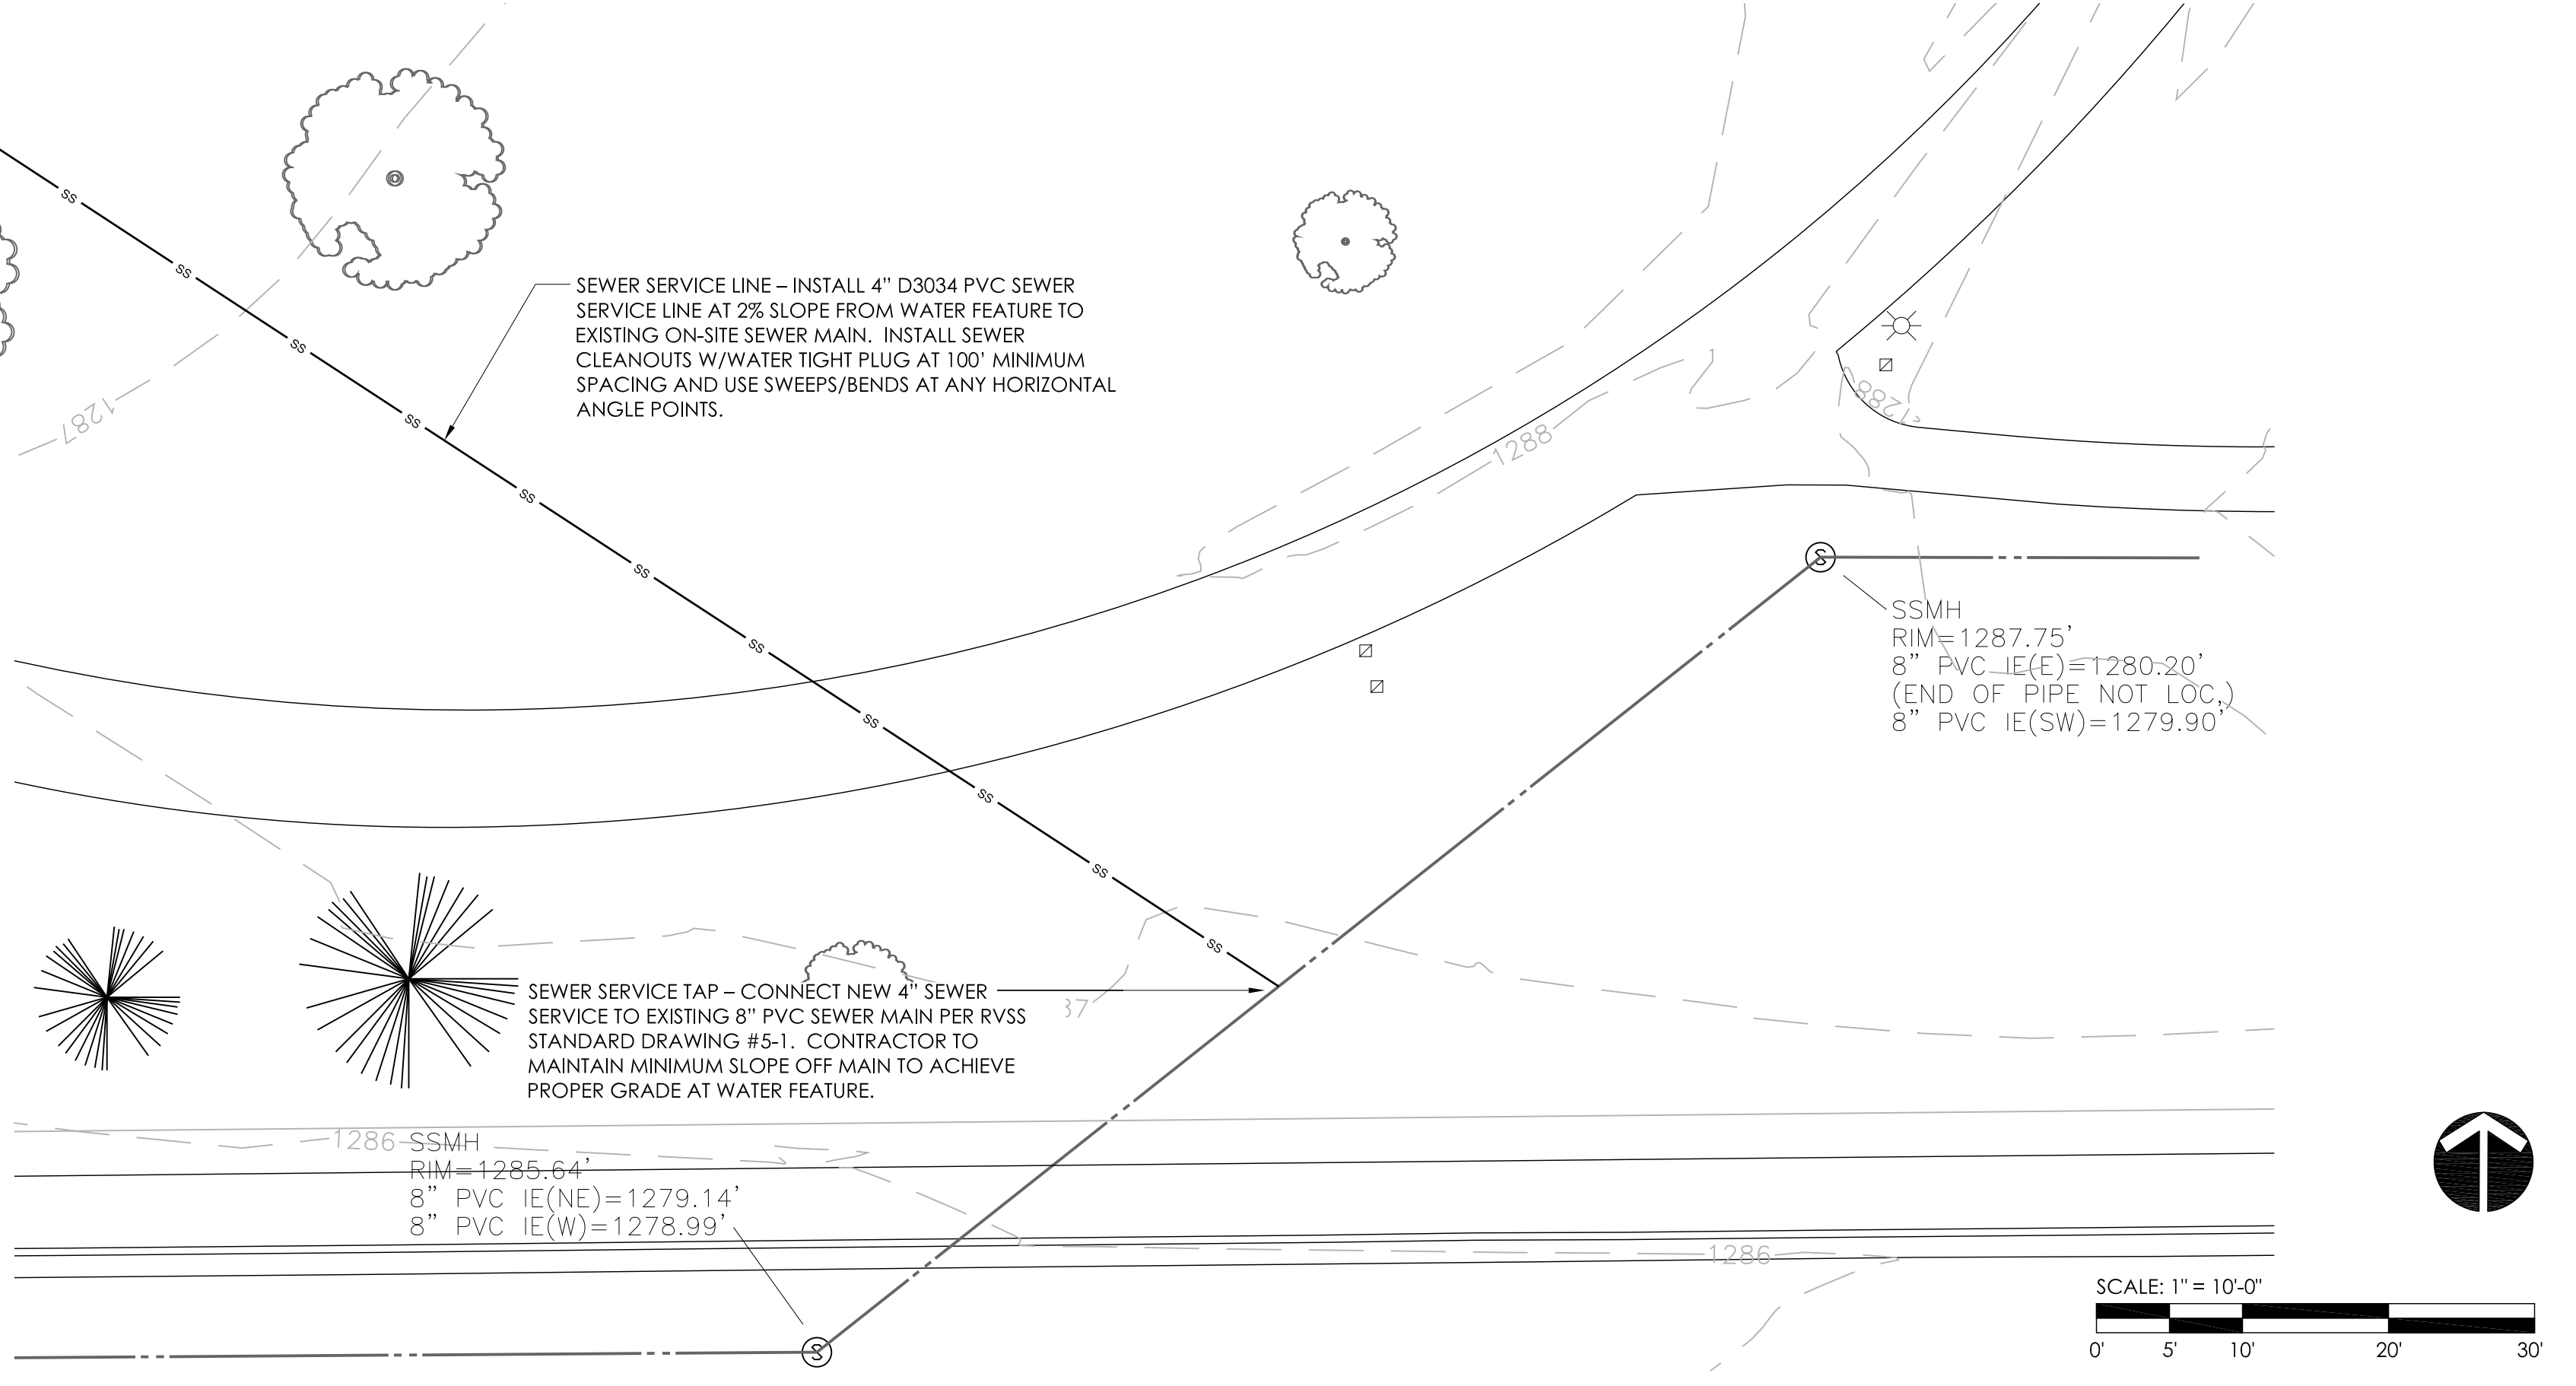 SS
SS
SS
SS
SS
SS
SS
SS
SS
SS
SS
SEWER SERVICE LINE – INSTALL 4” D3034 PVC SEWER
SERVICE LINE AT 2% SLOPE FROM WATER FEATURE TO
EXISTING ON-SITE SEWER MAIN.  INSTALL SEWER
CLEANOUTS W/WATER TIGHT PLUG AT 100’ MINIMUM
SPACING AND USE SWEEPS/BENDS AT ANY HORIZONTAL
ANGLE POINTS.
1287
1288
1288
S
SSMH
RIM=1287.75’
8” PVC IE(E)=1280.20’
(END OF PIPE NOT LOC,)
8” PVC IE(SW)=1279.90’
SEWER SERVICE TAP – CONNECT NEW 4” SEWER
SERVICE TO EXISTING 8” PVC SEWER MAIN PER RVSS
STANDARD DRAWING #5-1.  CONTRACTOR TO
MAINTAIN MINIMUM SLOPE OFF MAIN TO ACHIEVE
PROPER GRADE AT WATER FEATURE.
1286
SSMH
RIM=1285.64’
8” PVC IE(NE)=1279.14’
8” PVC IE(W)=1278.99’
1286
S
SCALE: 1" = 10'-0"
0' 5' 10' 20' 30'